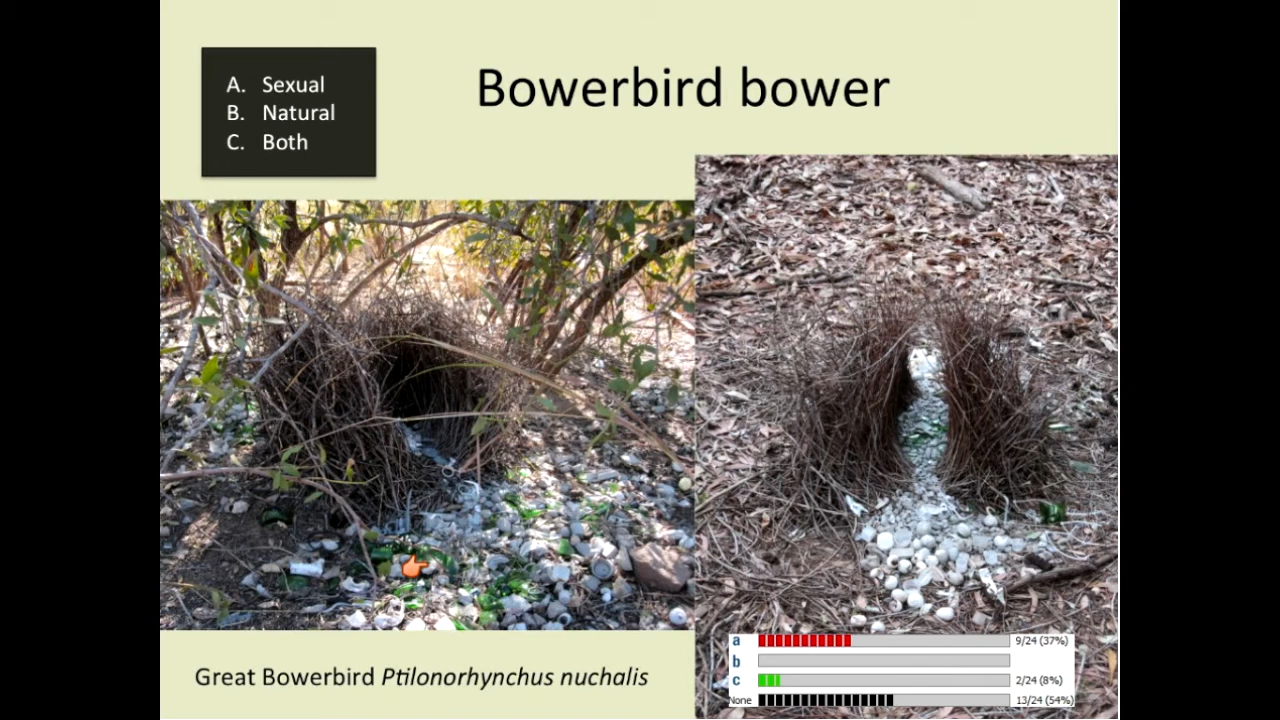 A. Sexual
B. Natural
C. Both
Bowerbird bower
Great Bowerbird Ptilonorhynchus nuchalis
a 9/24 (37%)
b
c 2/24 (8%)
None 13/24 (54%)